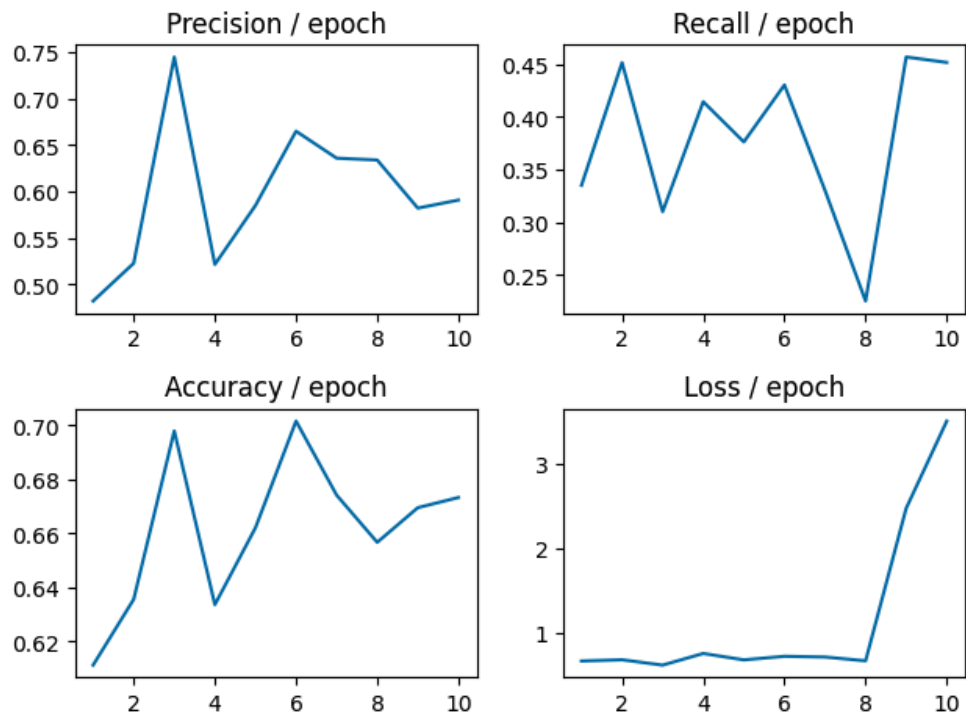 Precision / epoch
0.75
0.70
0.65
0.60
0.55
0.50
2 4 6 8 10
Recall / epoch
0.45
0.40
0.35
0.30
0.25
2 4 6 8 10
Accuracy / epoch
0.70
0.68
0.66
0.64
0.62
2 4 6 8 10
Loss / epoch
3
2
1
2 4 6 8 10